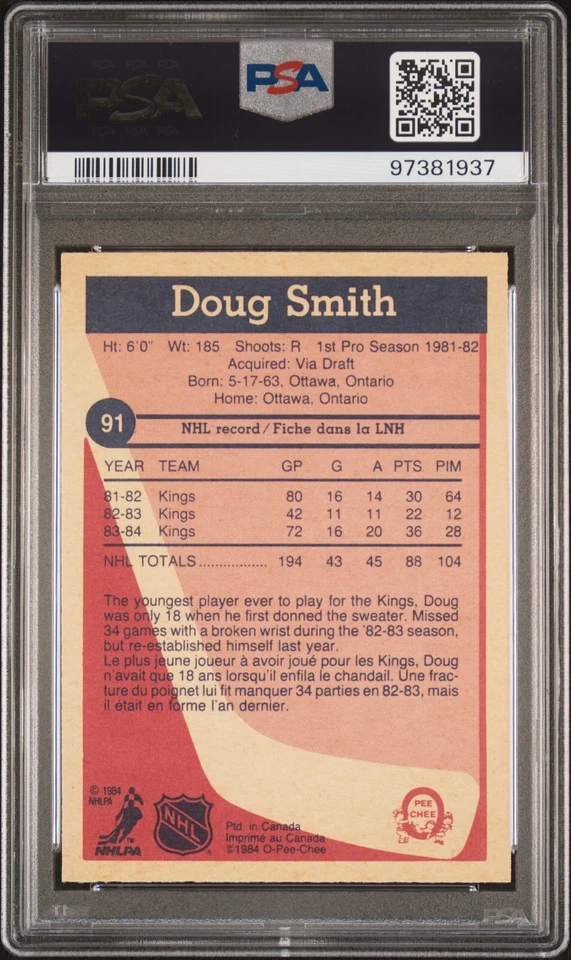 PSA
PSA
97381937
Doug Smith
Ht: 6'0" Wt: 185 Shoots: R 1st Pro Season 1981-82
Acquired: Via Draft
Born: 5-17-63, Ottawa, Ontario
Home: Ottawa, Ontario
91
NHL record/Fiche dans la LNH
YEAR TEAM GP G A PTS PIM
81-82 Kings 80 16 14 30 64
82-83 Kings 42 11 11 22 12
83-84 Kings 72 16 20 36 28
NHL TOTALS.................. 194 43 45 88 104
The youngest player ever to play for the Kings, Doug
was only 18 when he first donned the sweater. Missed
34 games with a broken wrist during the '82-83 season,
but re-established himself last year.
Le plus jeune joueur à avoir joué pour les Kings, Doug
n'avait que 18 ans lorsqu'il enfila le chandail. Une frac-
ture du poignet lui fit manquer 34 parties en 82-83, mais
il était en forme l'an dernier.
© 1984
NHLPA
NHLPA
TM
NHL
Ptd. in Canada
Imprimé au Canada
©1984 O-Pee-Chee
O
PEE
CHEE
PSA